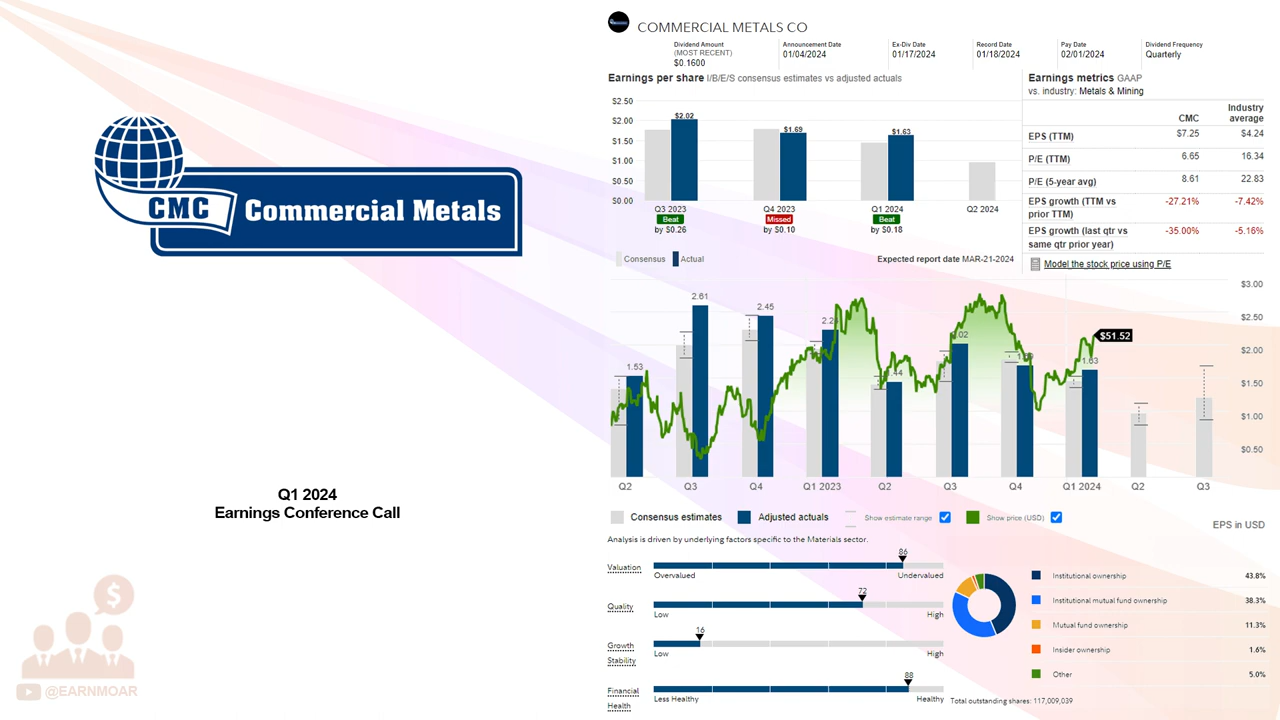 CMC
Commercial Metals
Q1 2024
Earnings Conference Call
$
@EARNMOAR
COMMERCIAL METALS CO
Dividend Amount
(MOST RECENT)
$0.1600
Announcement Date
01/04/2024
Ex-Div Date
01/17/2024
Record Date
01/18/2024
Pay Date
02/01/2024
Dividend Frequency
Quarterly
Earnings per share I/B/E/S consensus estimates vs adjusted actuals
$2.50
$2.00
$1.50
$1.00
$0.50
$0.00
$2.02
$1.69
$1.63
Q3 2023
Beat
by $0.26
Q4 2023
Missed
by $0.10
Q1 2024
Beat
by $0.18
Q2 2024
Consensus
Actual
Expected report date MAR-21-2024
Earnings metrics GAAP
vs. industry: Metals & Mining
CMC
Industry
average
EPS (TTM) $7.25 $4.24
P/E (TTM) 6.65 16.34
P/E (5-year avg) 8.61 22.83
EPS growth (TTM vs
prior TTM) -27.21% -7.42%
EPS growth (last qtr vs
same qtr prior year) -35.00% -5.16%
Model the stock price using P/E
1.53
2.61
2.45
1.63
$51.52
$3.00
$2.50
$2.00
$1.50
$1.00
$0.50
Q2 Q3 Q4 Q1 2023 Q2 Q3 Q4 Q1 2024 Q2 Q3
Consensus estimates
Adjusted actuals
Show estimate range
Show price (USD)
EPS in USD
Analysis is driven by underlying factors specific to the Materials sector.
Valuation
86
Overvalued
Undervalued
Quality
72
Low
High
Growth
Stability
16
Low
High
Financial
Health
88
Less Healthy
Healthy
Institutional ownership 43.8%
Institutional mutual fund ownership 38.3%
Mutual fund ownership 11.3%
Insider ownership 1.6%
Other 5.0%
Total outstanding shares: 117,009,039